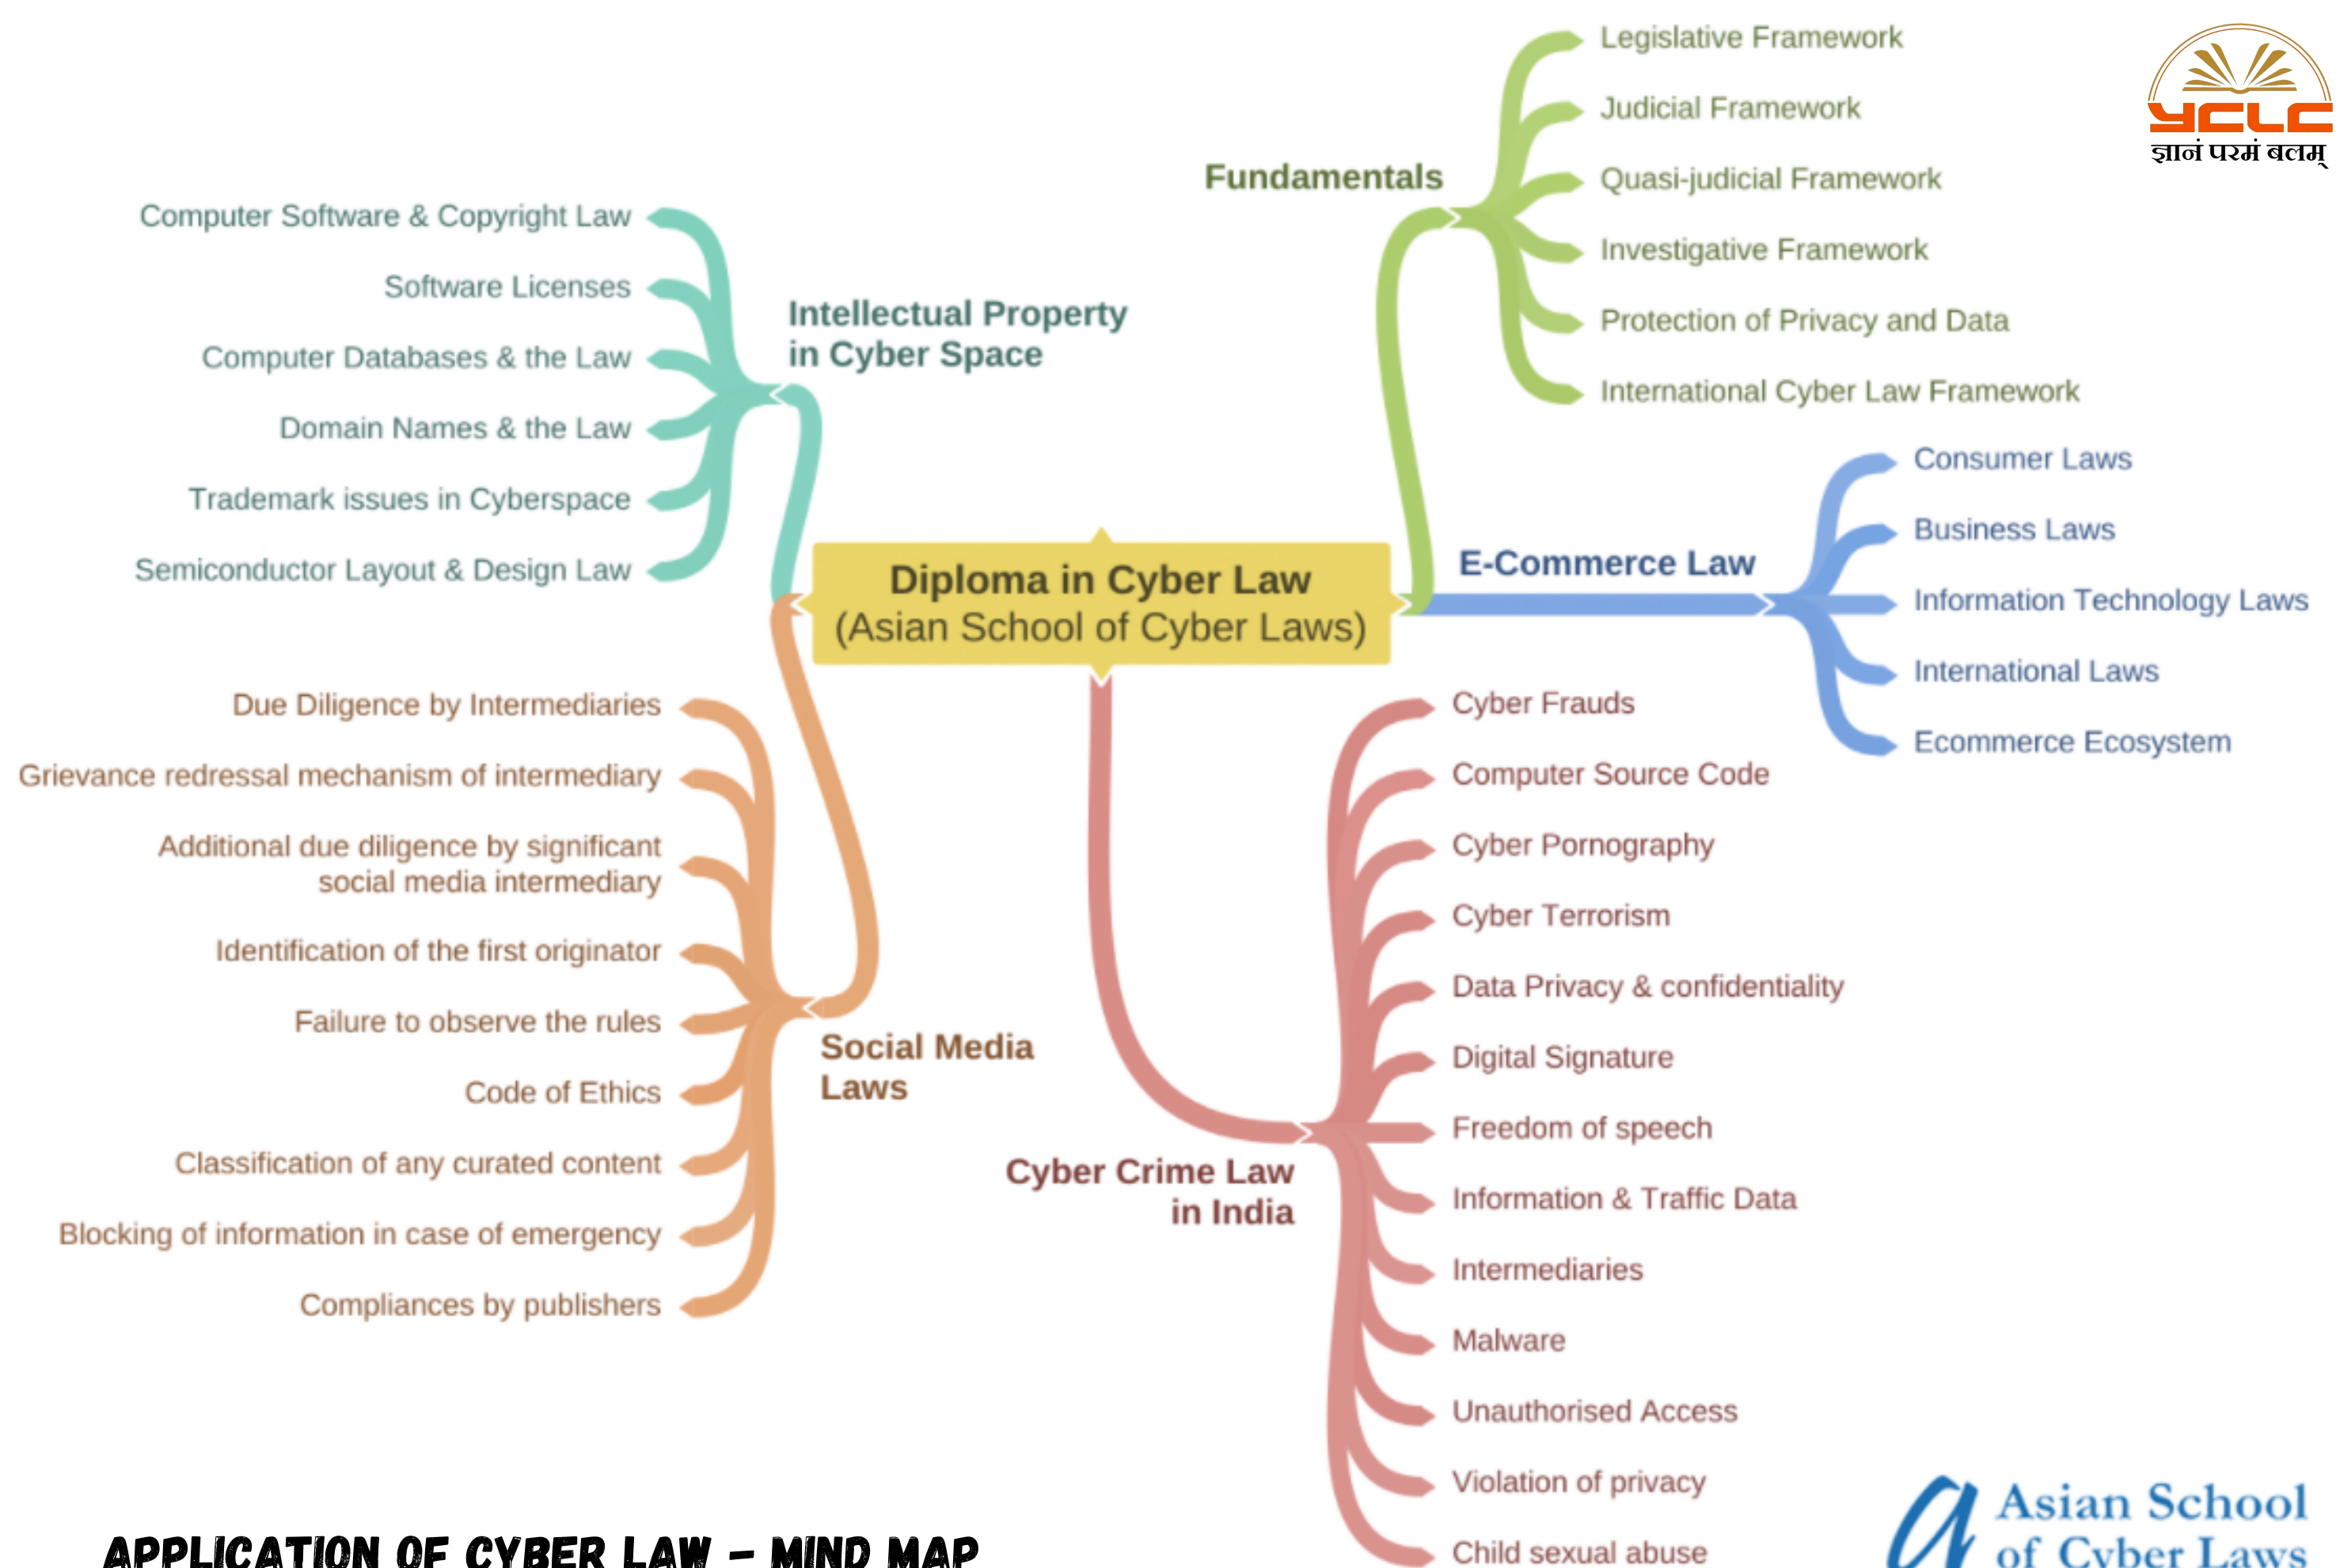 YCLC
ज्ञानं परमं बलम्
Fundamentals
Legislative Framework
Judicial Framework
Quasi-judicial Framework
Investigative Framework
Protection of Privacy and Data
International Cyber Law Framework
Intellectual Property
in Cyber Space
Computer Software & Copyright Law
Software Licenses
Computer Databases & the Law
Domain Names & the Law
Trademark issues in Cyberspace
Semiconductor Layout & Design Law
Diploma in Cyber Law
(Asian School of Cyber Laws)
E-Commerce Law
Consumer Laws
Business Laws
Information Technology Laws
International Laws
Ecommerce Ecosystem
Social Media
Laws
Due Diligence by Intermediaries
Grievance redressal mechanism of intermediary
Additional due diligence by significant
social media intermediary
Identification of the first originator
Failure to observe the rules
Code of Ethics
Classification of any curated content
Blocking of information in case of emergency
Compliances by publishers
Cyber Crime Law
in India
Cyber Frauds
Computer Source Code
Cyber Pornography
Cyber Terrorism
Data Privacy & confidentiality
Digital Signature
Freedom of speech
Information & Traffic Data
Intermediaries
Malware
Unauthorised Access
Violation of privacy
Child sexual abuse
APPLICATION OF CYBER LAW – MIND MAP
Asian School
of Cyber Laws